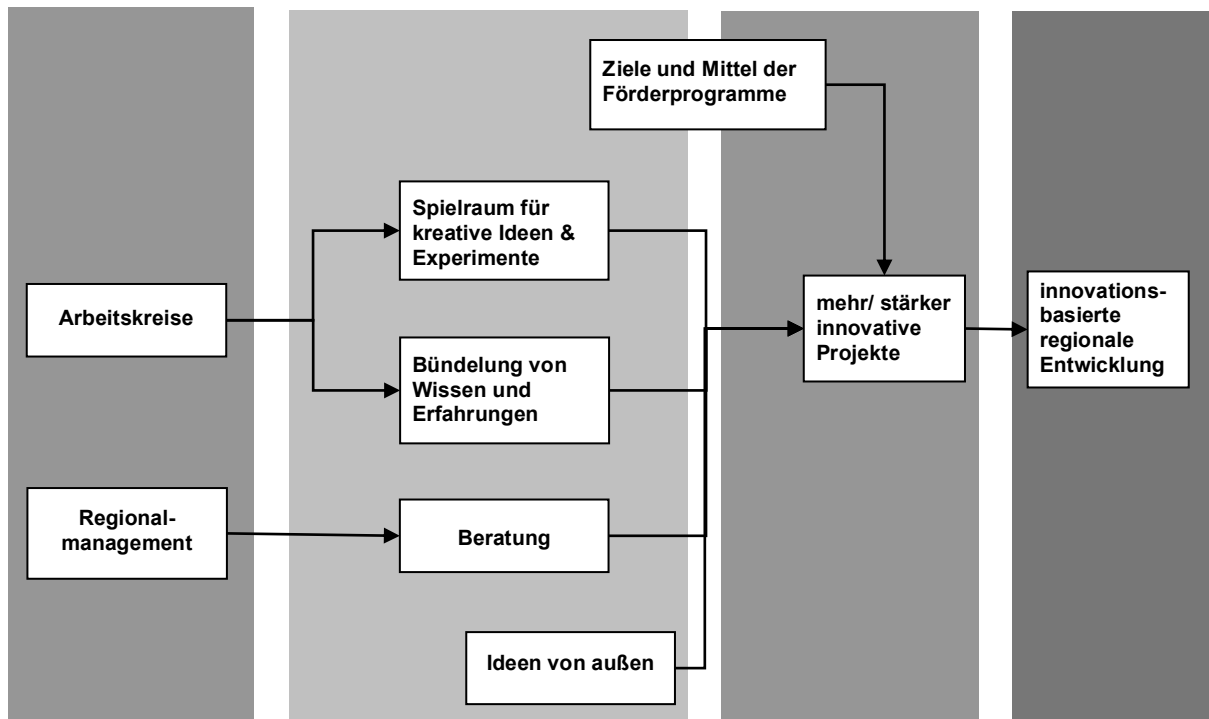 Ziele und Mittel der
Förderprogramme
Spielraum für
kreative Ideen &
Experimente
Arbeitskreise
mehr/ stärker
innovative
Projekte
innovations-
basierte
regionale
Entwicklung
Bündelung von
Wissen und
Erfahrungen
Regional-
management
Beratung
Ideen von außen